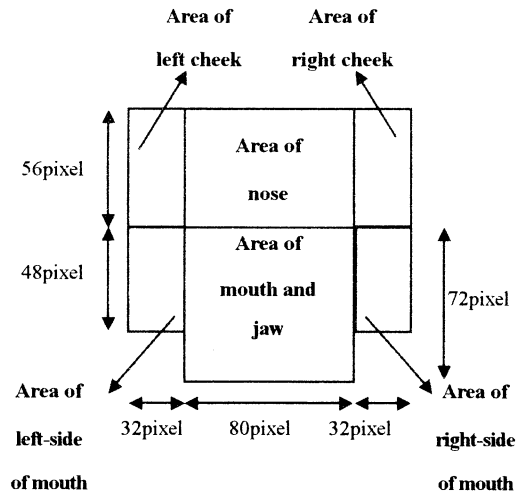 Area of
left cheek
Area of
right cheek
56pixel
Area of
nose
48pixel
Area of
mouth and
jaw
72pixel
Area of
left-side
of mouth
32pixel
80pixel
32pixel
Area of
right-side
of mouth